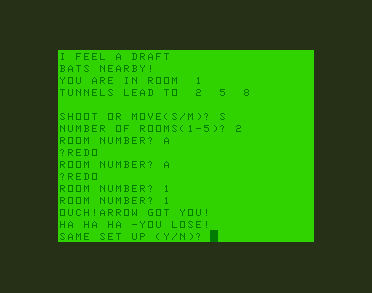 I FEEL A DRAFT
BATS NEARBY!
YOU ARE IN ROOM  1
TUNNELS LEAD TO  2  5  8
SHOOT OR MOVE(S/M)? S
NUMBER OF ROOMS(1-5)? 2
ROOM NUMBER? A
?REDO
ROOM NUMBER? A
?REDO
ROOM NUMBER? 1
ROOM NUMBER? 1
OUCH!ARROW GOT YOU!
HA HA HA -YOU LOSE!
SAME SET UP (Y/N)?